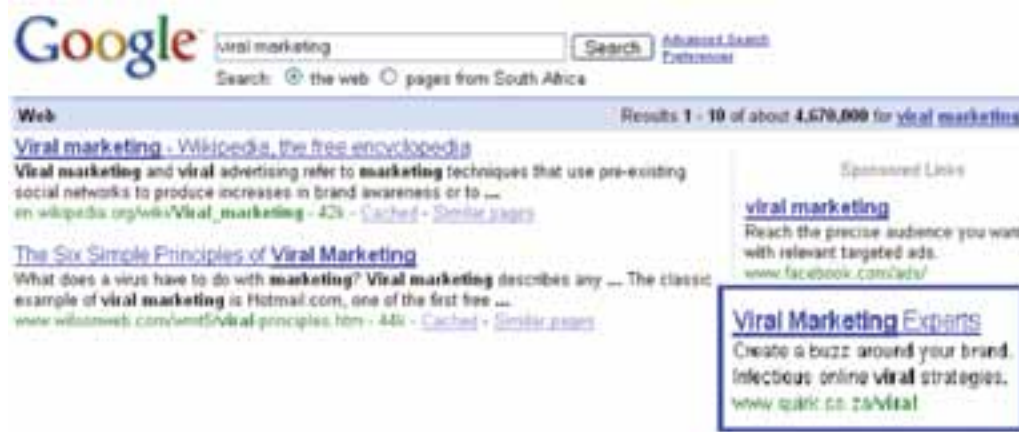 Google
viral marketing
Search
Advanced Search
Preferences
Search: the web pages from South Africa
Web
Results 1 - 10 of about 4,670,000 for viral marketing
Viral marketing - Wikipedia, the free encyclopedia
Viral marketing and viral advertising refer to marketing techniques that use pre-existing
social networks to produce increases in brand awareness or to ...
en.wikipedia.org/wiki/Viral_marketing - 42k - Cached - Similar pages
The Six Simple Principles of Viral Marketing
What does a virus have to do with marketing? Viral marketing describes any ... The classic
example of viral marketing is Hotmail.com, one of the first free ...
www.wilsonweb.com/wmt5/viral-principles.htm - 44k - Cached - Similar pages
Sponsored Links
viral marketing
Reach the precise audience you wan
with relevant targeted ads.
www.facebook.com/ads/
Viral Marketing Experts
Create a buzz around your brand.
Infectious online viral strategies.
www.quirk.co.za/viral